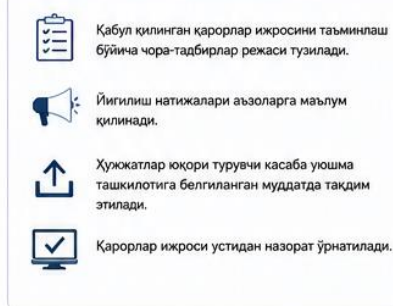 Қабул қилинган қарорлар ижросини таъминлаш
бўйича чора-тадбирлар режаси тузилади.
Йиғилиш натижалари аъзоларга маълум
қилинади.
Ҳужжатлар юқори турувчи касаба уюшма
ташкилотига белгиланган муддатда тақдим
этилади.
Қарорлар ижроси устидан назорат ўрнатилади.